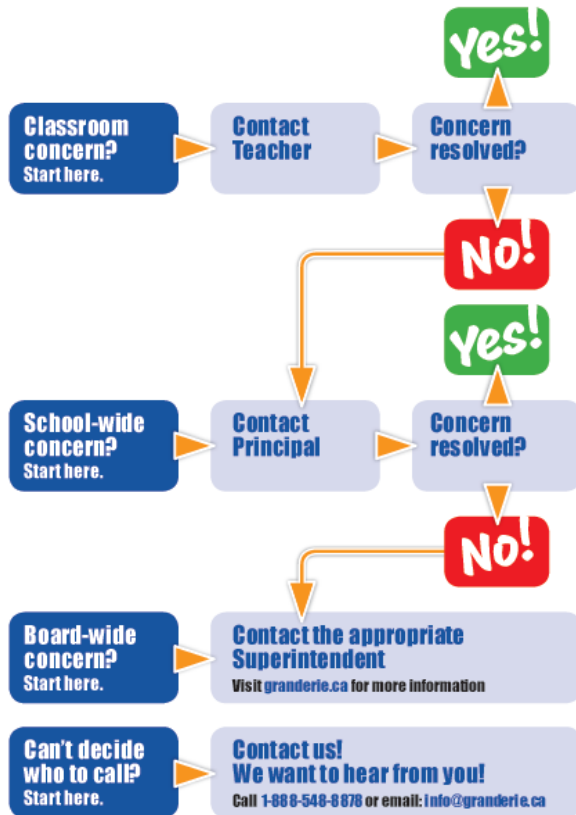 Yes!
Classroom
concern?
Start here.
Contact
Teacher
Concern
resolved?
No!
Yes!
School-wide
concern?
Start here.
Contact
Principal
Concern
resolved?
No!
Board-wide
concern?
Start here.
Contact the appropriate
Superintendent
Visit granderie.ca for more information
Can't decide
who to call?
Start here.
Contact us!
We want to hear from you!
Call 1-888-548-8878 or email: info@granderie.ca